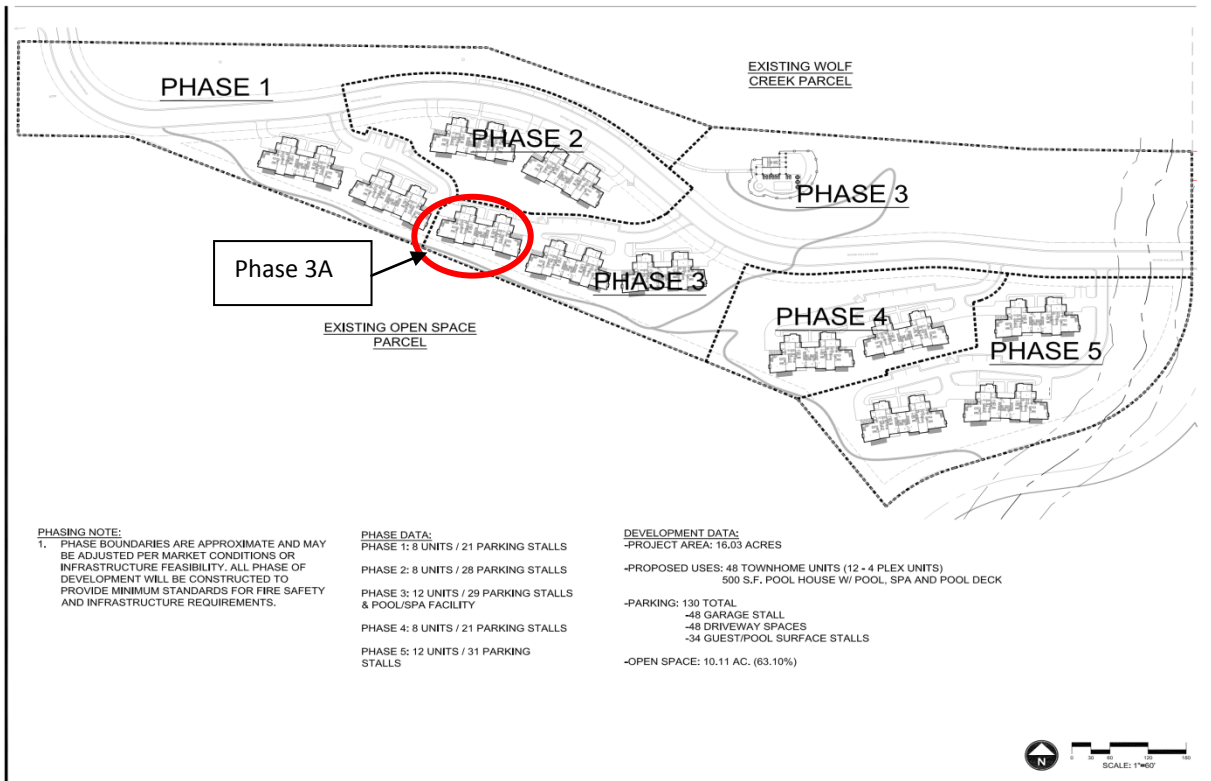 EXISTING WOLF
CREEK PARCEL
PHASE 1
PHASE 2
PHASE 3
Phase 3A
PHASE 3
EXISTING OPEN SPACE
PARCEL
PHASE 4
PHASE 5
PHASING NOTE:
1. PHASE BOUNDARIES ARE APPROXIMATE AND MAY
BE ADJUSTED PER MARKET CONDITIONS OR
INFRASTRUCTURE FEASIBILITY. ALL PHASE OF
DEVELOPMENT WILL BE CONSTRUCTED TO
PROVIDE MINIMUM STANDARDS FOR FIRE SAFETY
AND INFRASTRUCTURE REQUIREMENTS.
PHASE DATA:
PHASE 1: 8 UNITS / 21 PARKING STALLS
PHASE 2: 8 UNITS / 28 PARKING STALLS
PHASE 3: 12 UNITS / 29 PARKING STALLS
& POOL/SPA FACILITY
PHASE 4: 8 UNITS / 21 PARKING STALLS
PHASE 5: 12 UNITS / 31 PARKING
STALLS
DEVELOPMENT DATA:
-PROJECT AREA: 16.03 ACRES
-PROPOSED USES: 48 TOWNHOME UNITS (12 - 4 PLEX UNITS)
500 S.F. POOL HOUSE W/ POOL, SPA AND POOL DECK
-PARKING: 130 TOTAL
-48 GARAGE STALL
-48 DRIVEWAY SPACES
-34 GUEST/POOL SURFACE STALLS
-OPEN SPACE: 10.11 AC. (63.10%)
N
0 30 60 120 180
SCALE: 1"=60'